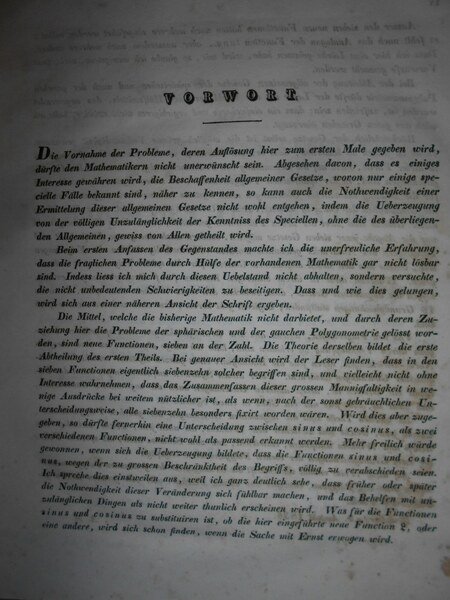 VORWORT.
Die Vornahme der Probleme, deren Auflösung hier zum ersten Male gegeben wird,
dürfte den Mathematikern nicht unerwünscht sein. Abgesehen davon, dass es einiges
Interesse gewähren wird, die Beschaffenheit allgemeiner Gesetze, wovon nur einige spe-
cielle Fälle bekannt sind, näher zu kennen, so kann auch die Nothwendigkeit einer
Ermittelung dieser allgemeinen Gesetze nicht wohl entgehen, indem die Ueberzeugung
von der völligen Unzulänglichkeit der Kenntniss des Speciellen, ohne die des überliegen-
den Allgemeinen, gewiss von Allen getheilt wird.
Beim ersten Anfassen des Gegenstandes machte ich die unerfreuliche Erfahrung,
dass die fraglichen Probleme durch Hülfe der vorhandenen Mathematik gar nicht lösbar
sind. Indess liess ich mich durch diesen Uebelstand nicht abhalten, sondern versuchte,
die nicht unbedeutenden Schwierigkeiten zu beseitigen. Dass und wie dies gelungen,
wird sich aus einer näheren Ansicht der Schrift ergeben.
Die Mittel, welche die bisherige Mathematik nicht darbietet, und durch deren Zu-
ziehung hier die Probleme der sphärischen und der gauchen Polygonometrie gelösst wor-
den, sind neue Functionen, sieben an der Zahl. Die Theorie derselben bildet die erste
Abtheilung des ersten Theils. Bei genauer Ansicht wird der Leser finden, dass in den
sieben Functionen eigentlich siebenzehn solcher begriffen sind, und vielleicht nicht ohne
Interesse wahrnehmen, dass das Zusammenfassen dieser grossen Mannigfaltigkeit in we-
nige Ausdrücke bei weitem nützlicher ist, als wenn, nach der sonst gebräuchlichen Un-
terscheidungsweise, alle siebenzehn besonders fixirt worden wären. Wird dies aber zuge-
geben, so dürfte fernerhin eine Unterscheidung zwischen sinus und cosinus, als zwei
verschiedenen Functionen, nicht wohl als passend erkannt werden. Mehr freilich würde
gewonnen, wenn sich die Ueberzeugung bildete, dass die Functionen sinus und cosi-
nus, wegen der zu grossen Beschränktheit des Begriffs, völlig zu verabschieden seien.
Ich spreche dies einstweilen aus, weil ich ganz deutlich sehe, dass früher oder später
die Nothwendigkeit dieser Veränderung sich fühlbar machen, und das Behelfen mit un-
zulänglichen Dingen als nicht weiter thunlich erscheinen wird. Was für die Functionen
sinus und cosinus zu substituiren ist, ob die hier eingeführte neue Function 2, oder
eine andre, wird sich schon finden, wenn die Sache mit Ernst erwogen wird.